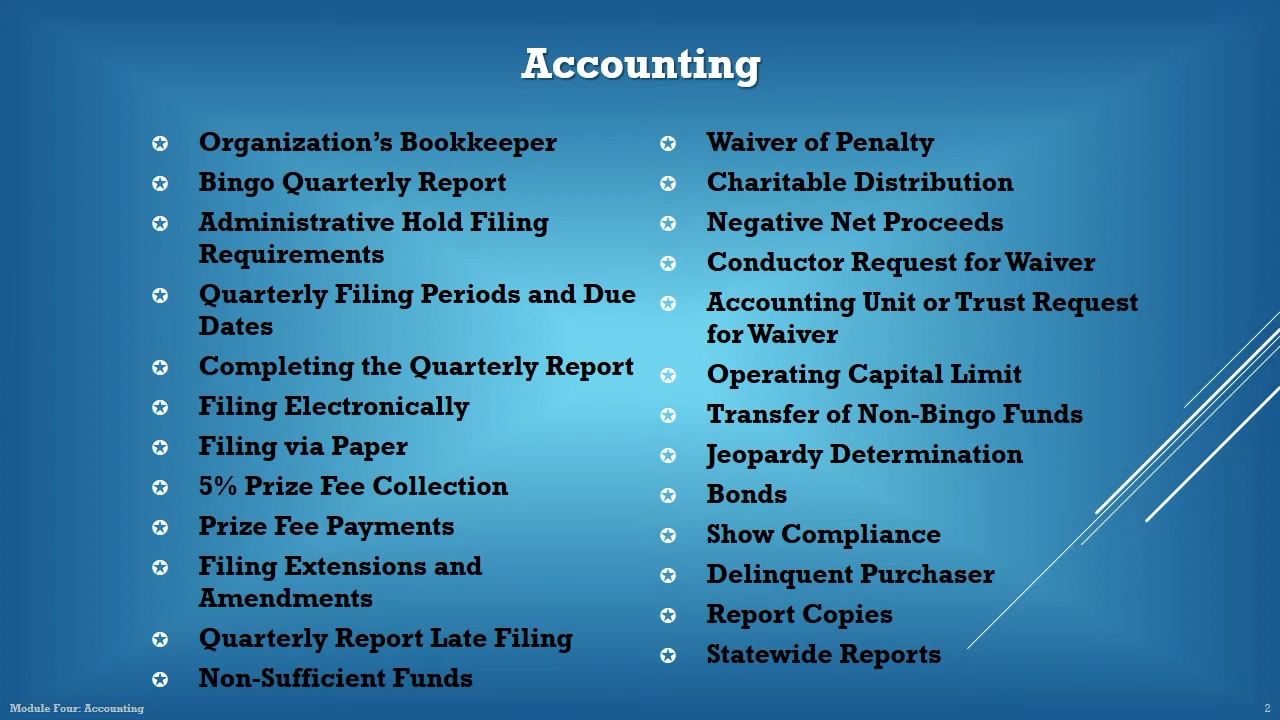 Accounting
Organization's Bookkeeper
Bingo Quarterly Report
Administrative Hold Filing
Requirements
Quarterly Filing Periods and Due
Dates
Completing the Quarterly Report
Filing Electronically
Filing via Paper
5% Prize Fee Collection
Prize Fee Payments
Filing Extensions and
Amendments
Quarterly Report Late Filing
Non-Sufficient Funds
Waiver of Penalty
Charitable Distribution
Negative Net Proceeds
Conductor Request for Waiver
Accounting Unit or Trust Request
for Waiver
Operating Capital Limit
Transfer of Non-Bingo Funds
Jeopardy Determination
Bonds
Show Compliance
Delinquent Purchaser
Report Copies
Statewide Reports
Module Four: Accounting
2